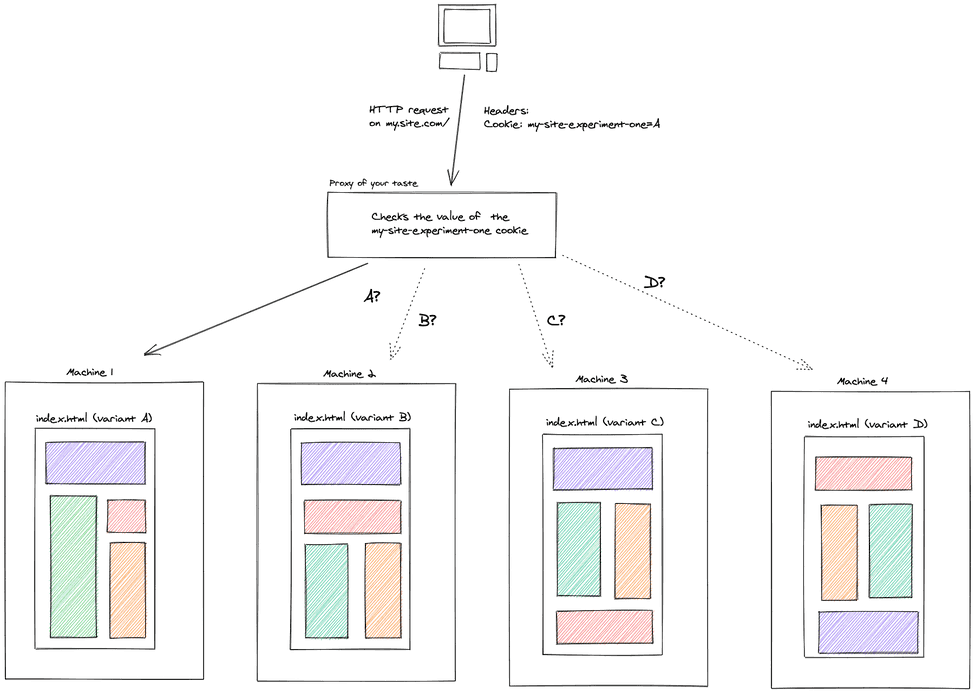 HTTP request
on my.site.com/
Headers:
Cookie: my-site-experiment-one=A
Proxy of your taste
Checks the value of the
my-site-experiment-one cookie
A?
B?
C?
D?
Machine 1
Machine 2
Machine 3
Machine 4
index.html (variant A)
index.html (variant B)
index.html (variant C)
index.html (variant D)